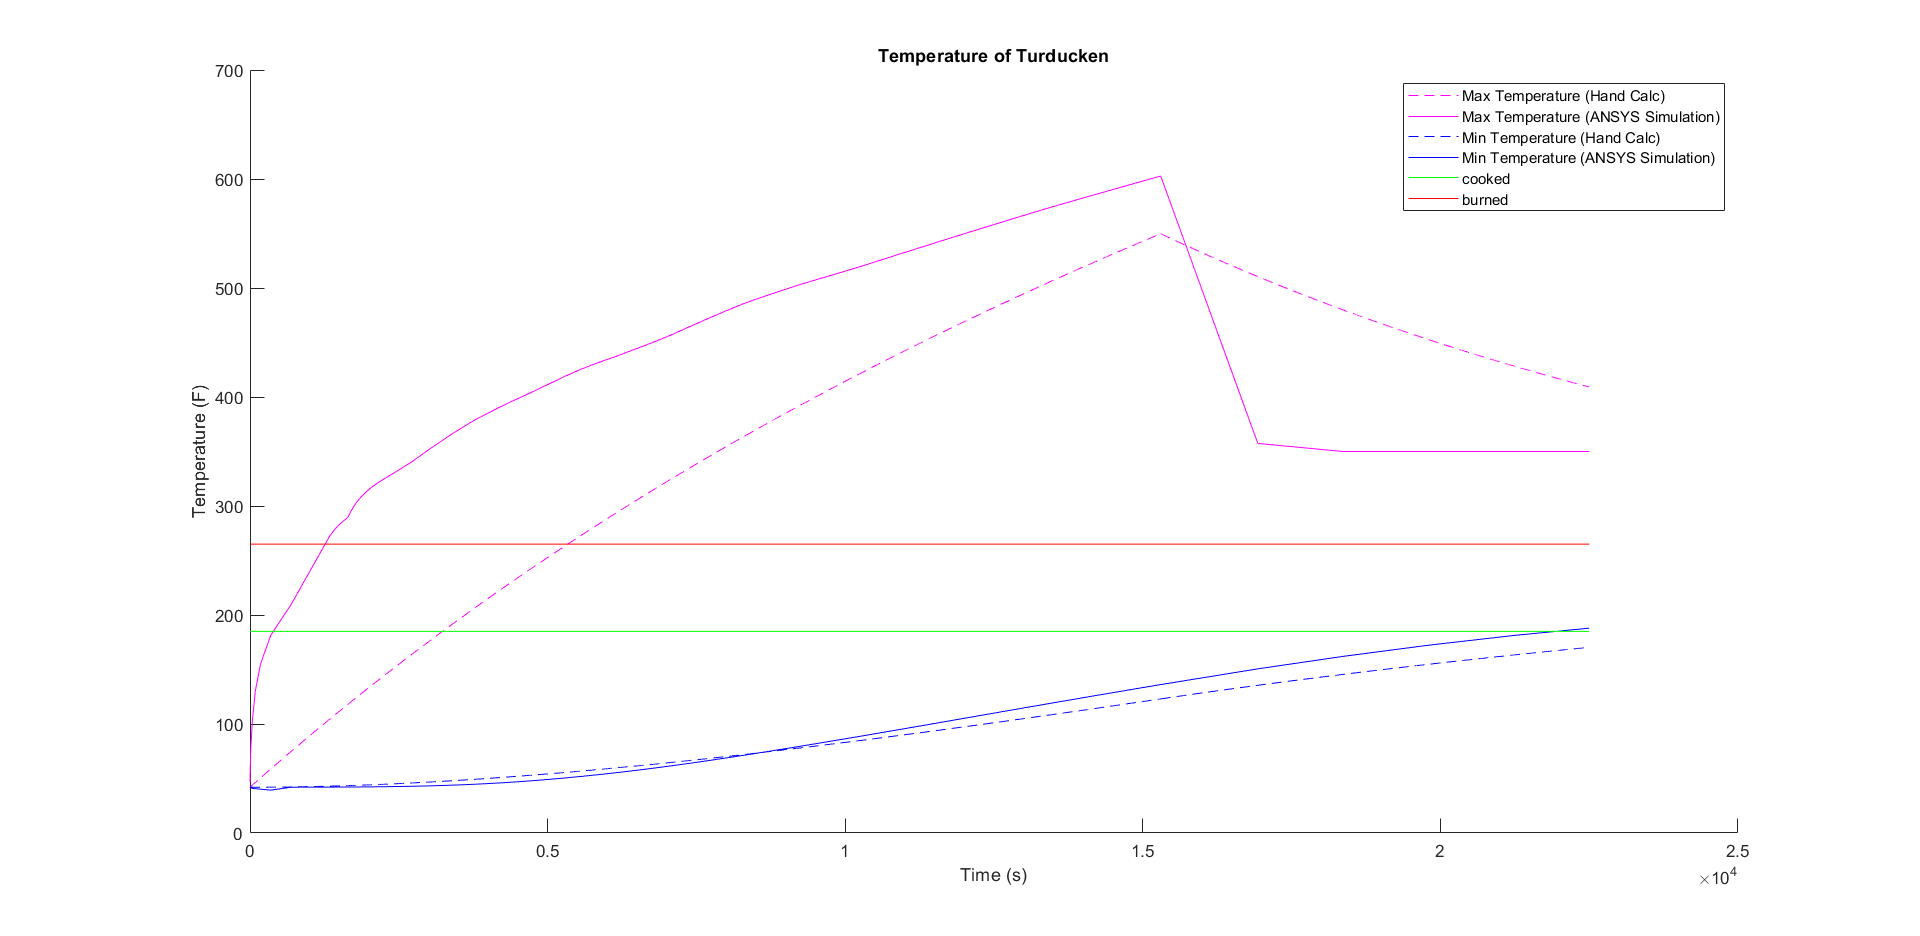 Temperature of Turducken
700
600
500
400
300
200
100
0
Temperature (F)
Max Temperature (Hand Calc)
Max Temperature (ANSYS Simulation)
Min Temperature (Hand Calc)
Min Temperature (ANSYS Simulation)
cooked
burned
0 0.5 1 1.5 2 2.5
Time (s)
×10⁴